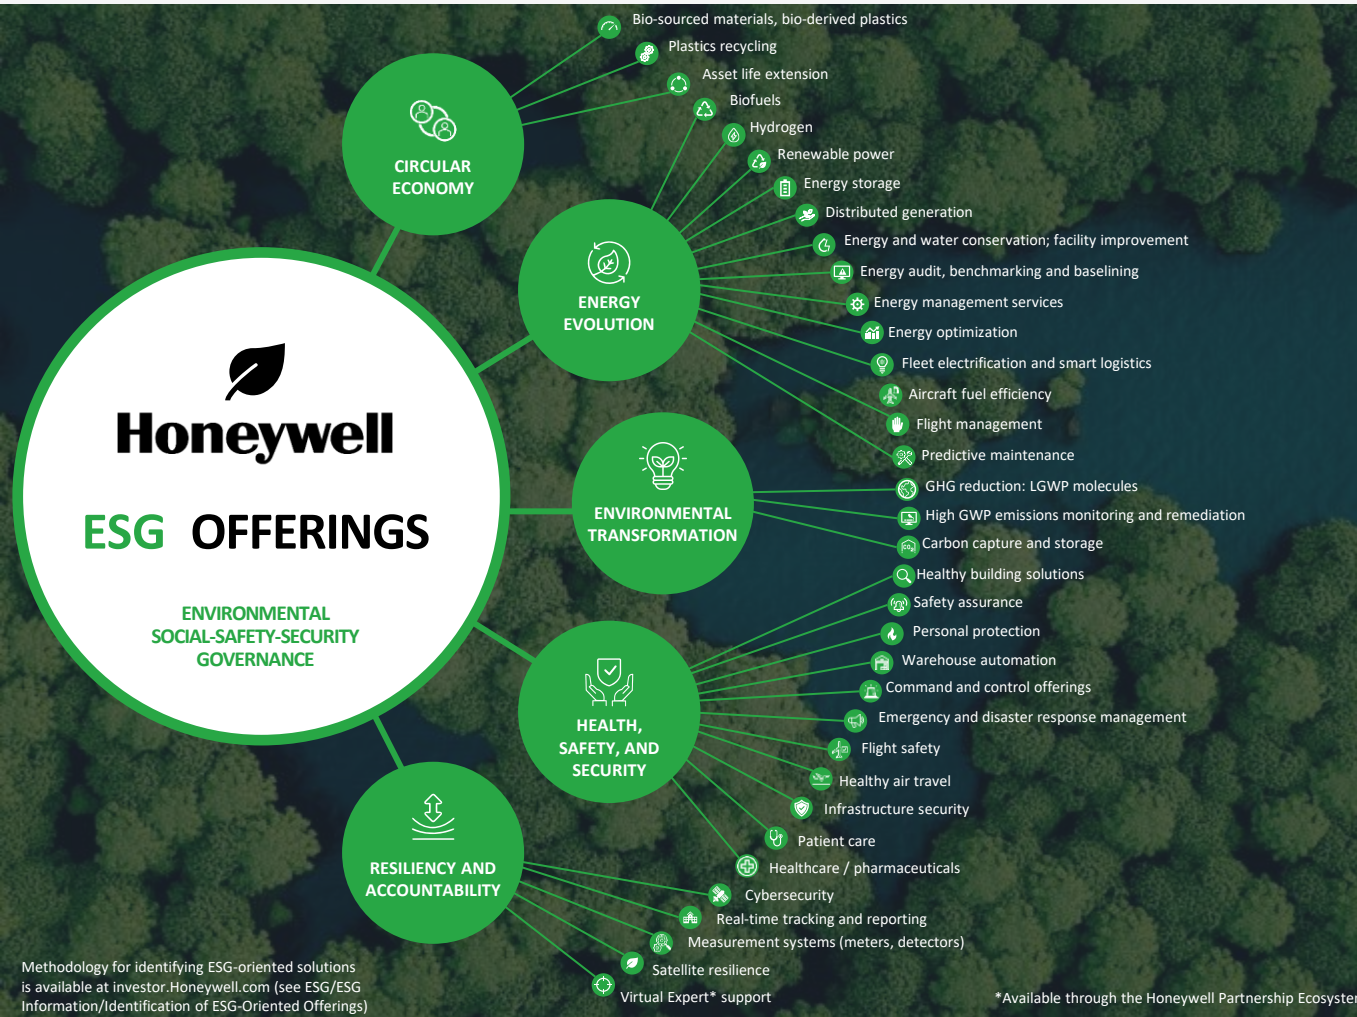 Honeywell
ESG OFFERINGS
ENVIRONMENTAL
SOCIAL-SAFETY-SECURITY
GOVERNANCE
CIRCULAR
ECONOMY
Bio-sourced materials, bio-derived plastics
Plastics recycling
Asset life extension
ENERGY
EVOLUTION
Biofuels
Hydrogen
Renewable power
Energy storage
Distributed generation
Energy and water conservation; facility improvement
Energy audit, benchmarking and baselining
Energy management services
Energy optimization
Fleet electrification and smart logistics
Aircraft fuel efficiency
Flight management
Predictive maintenance
ENVIRONMENTAL
TRANSFORMATION
GHG reduction: LGWP molecules
High GWP emissions monitoring and remediation
Carbon capture and storage
HEALTH,
SAFETY, AND
SECURITY
Healthy building solutions
Safety assurance
Personal protection
Warehouse automation
Command and control offerings
Emergency and disaster response management
Flight safety
Healthy air travel
Infrastructure security
Patient care
Healthcare / pharmaceuticals
RESILIENCY AND
ACCOUNTABILITY
Cybersecurity
Real-time tracking and reporting
Measurement systems (meters, detectors)
Satellite resilience
Virtual Expert* support
Methodology for identifying ESG-oriented solutions
is available at investor.Honeywell.com (see ESG/ESG
Information/Identification of ESG-Oriented Offerings)
*Available through the Honeywell Partnership Ecosyste